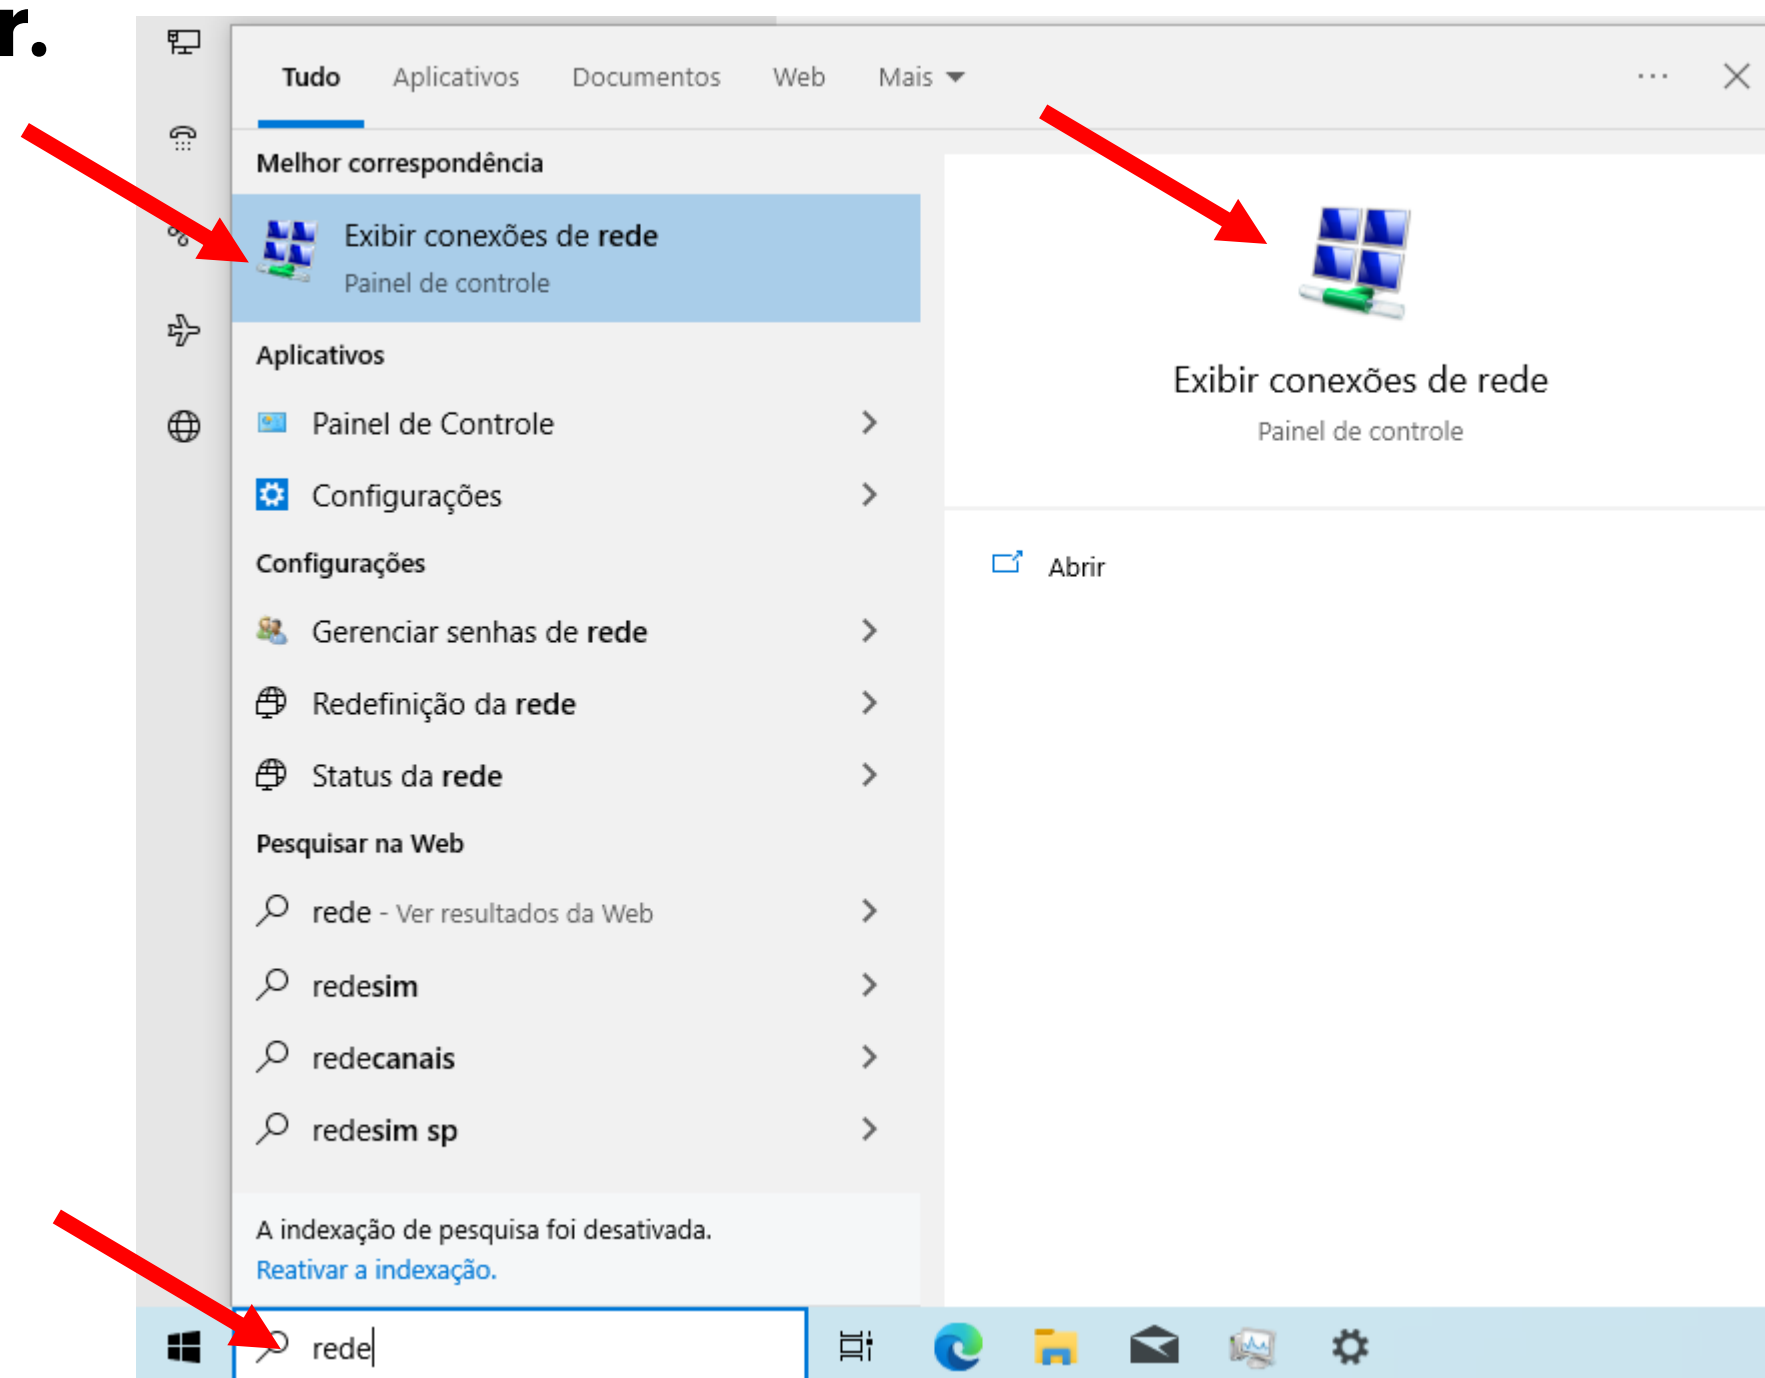 r.
Tudo Aplicativos Documentos Web Mais
Melhor correspondência
Exibir conexões de rede
Painel de controle
Aplicativos
Painel de Controle
Configurações
Configurações
Gerenciar senhas de rede
Redefinição da rede
Status da rede
Pesquisar na Web
rede - Ver resultados da Web
redesim
redecanais
redesim sp
A indexação de pesquisa foi desativada.
Reativar a indexação.
rede
Exibir conexões de rede
Painel de controle
Abrir